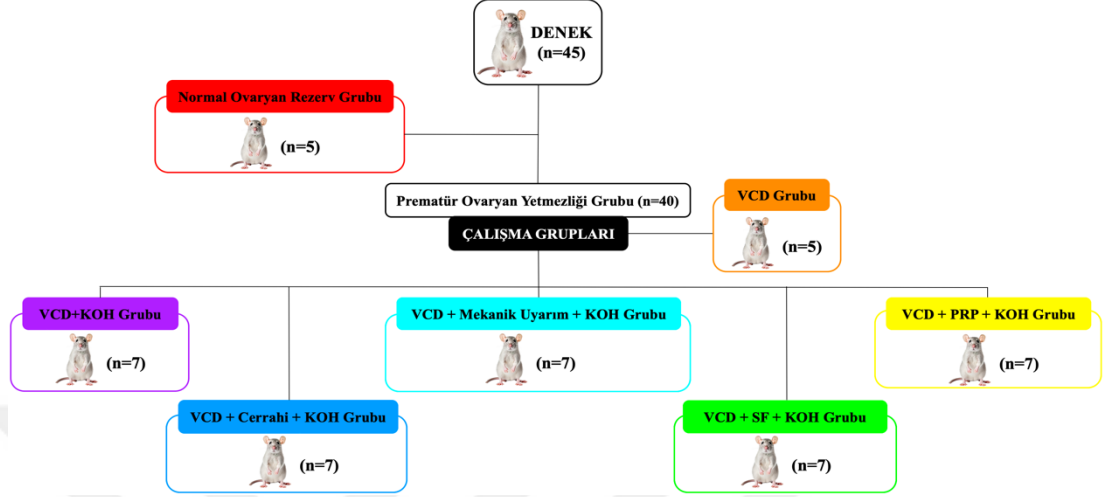 DENEK
(n=45)
Normal Ovaryan Rezerv Grubu
(n=5)
Prematür Ovaryan Yetmezliği Grubu (n=40)
VCD Grubu
(n=5)
ÇALIŞMA GRUPLARI
VCD+KOH Grubu
(n=7)
VCD + Mekanik Uyarım + KOH Grubu
(n=7)
VCD + PRP + KOH Grubu
(n=7)
VCD + Cerrahi + KOH Grubu
(n=7)
VCD + SF + KOH Grubu
(n=7)